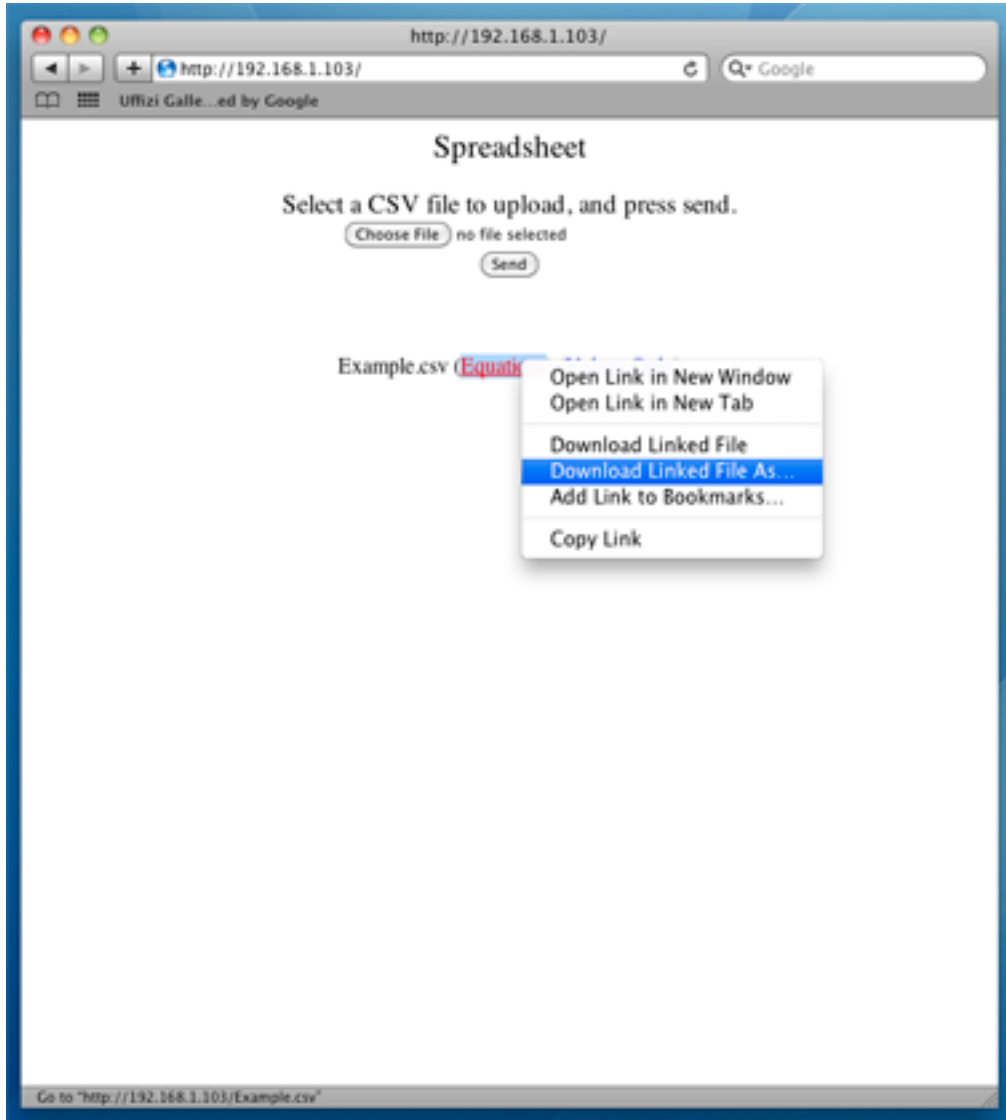 http://192.168.1.103/
http://192.168.1.103/
Google
Uffizi Galle...ed by Google
Spreadsheet
Select a CSV file to upload, and press send.
Choose File no file selected
Send
Example.csv (Equatio
Open Link in New Window
Open Link in New Tab
Download Linked File
Download Linked File As...
Add Link to Bookmarks...
Copy Link
Go to "http://192.168.1.103/Example.csv"